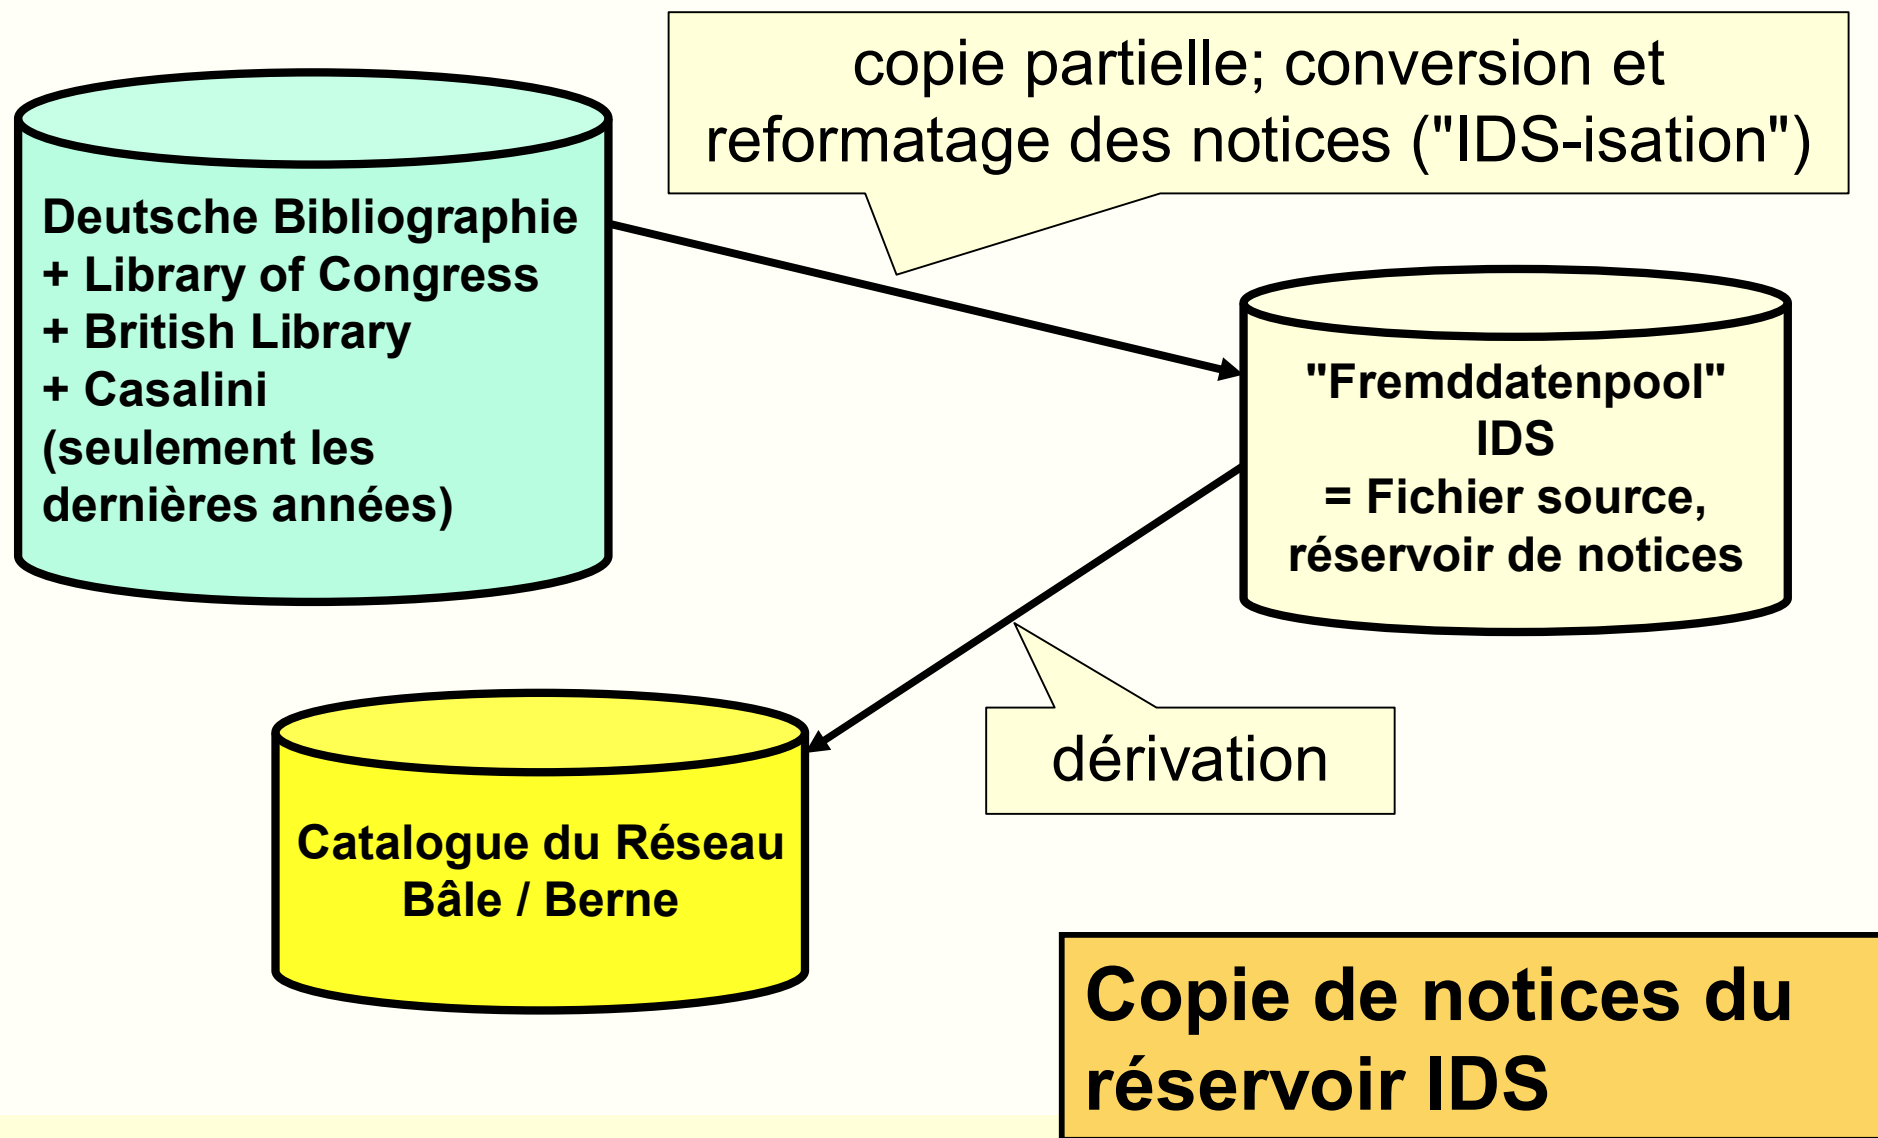 copie partielle; conversion et
reformatage des notices ("IDS-isation")
Deutsche Bibliographie
+ Library of Congress
+ British Library
+ Casalini
(seulement les
dernières années)
"Fremddatenpool"
IDS
= Fichier source,
réservoir de notices
dérivation
Catalogue du Réseau
Bâle / Berne
Copie de notices du
réservoir IDS